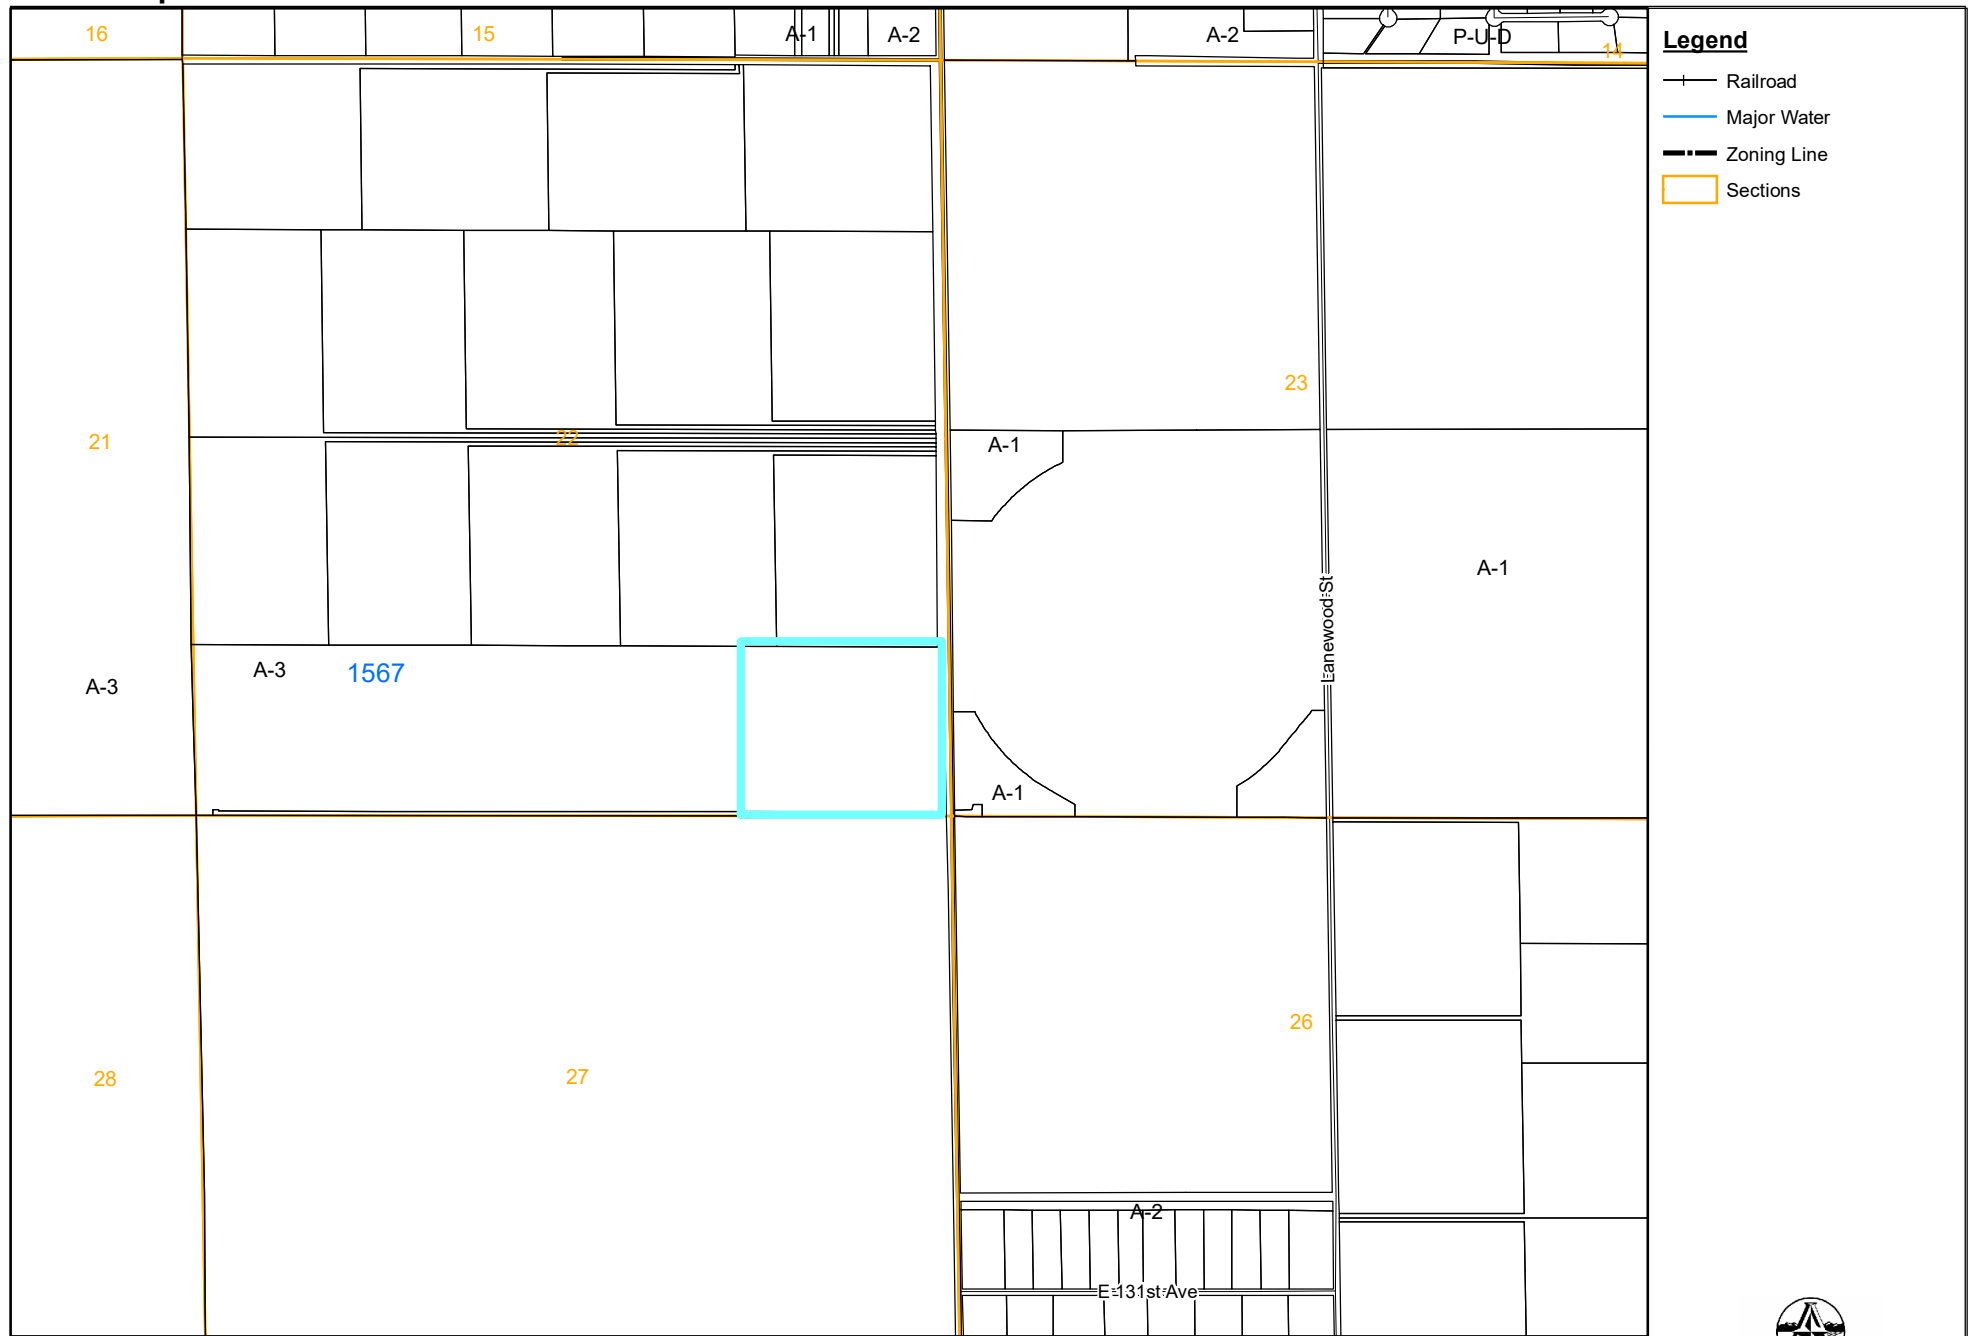 16
15
A-1
A-2
A-2
P-U-D
14
Legend
Railroad
Major Water
Zoning Line
Sections
23
21
22
A-1
A-1
Lanewood St
A-3
1567
A-3
A-1
26
28
27
A-2
E 131st Ave